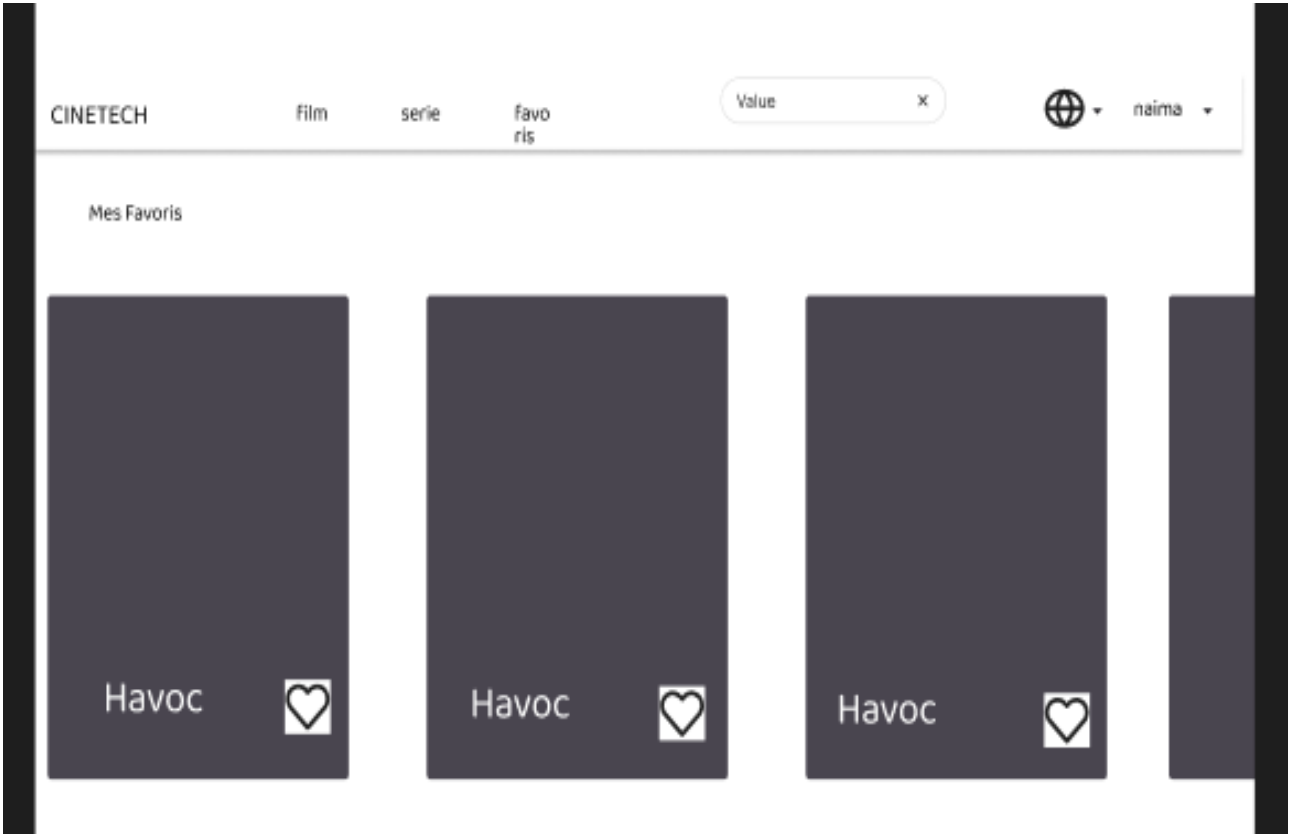 CINETECH
film
serie
favo
ris
Value
naima
Mes Favoris
Havoc
Havoc
Havoc